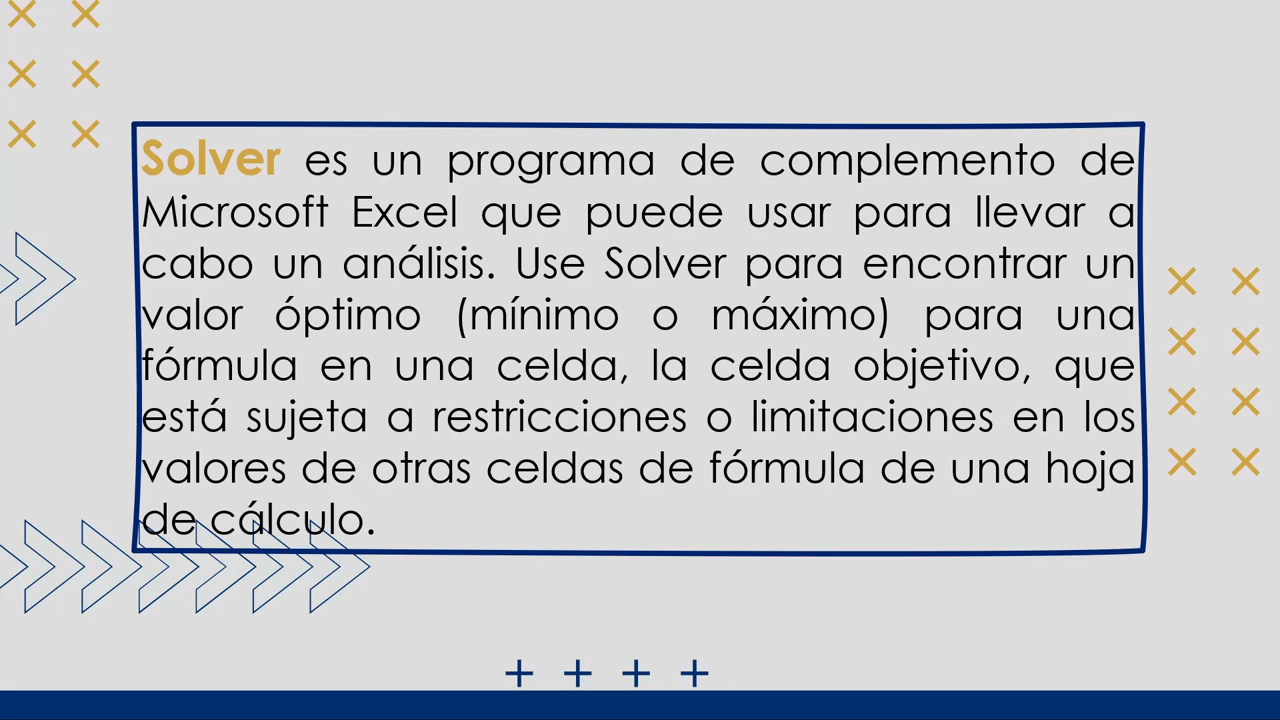 Solver es un programa de complemento de
Microsoft Excel que puede usar para llevar a
cabo un análisis. Use Solver para encontrar un
valor óptimo (mínimo o máximo) para una
fórmula en una celda, la celda objetivo, que
está sujeta a restricciones o limitaciones en los
valores de otras celdas de fórmula de una hoja
de cálculo.